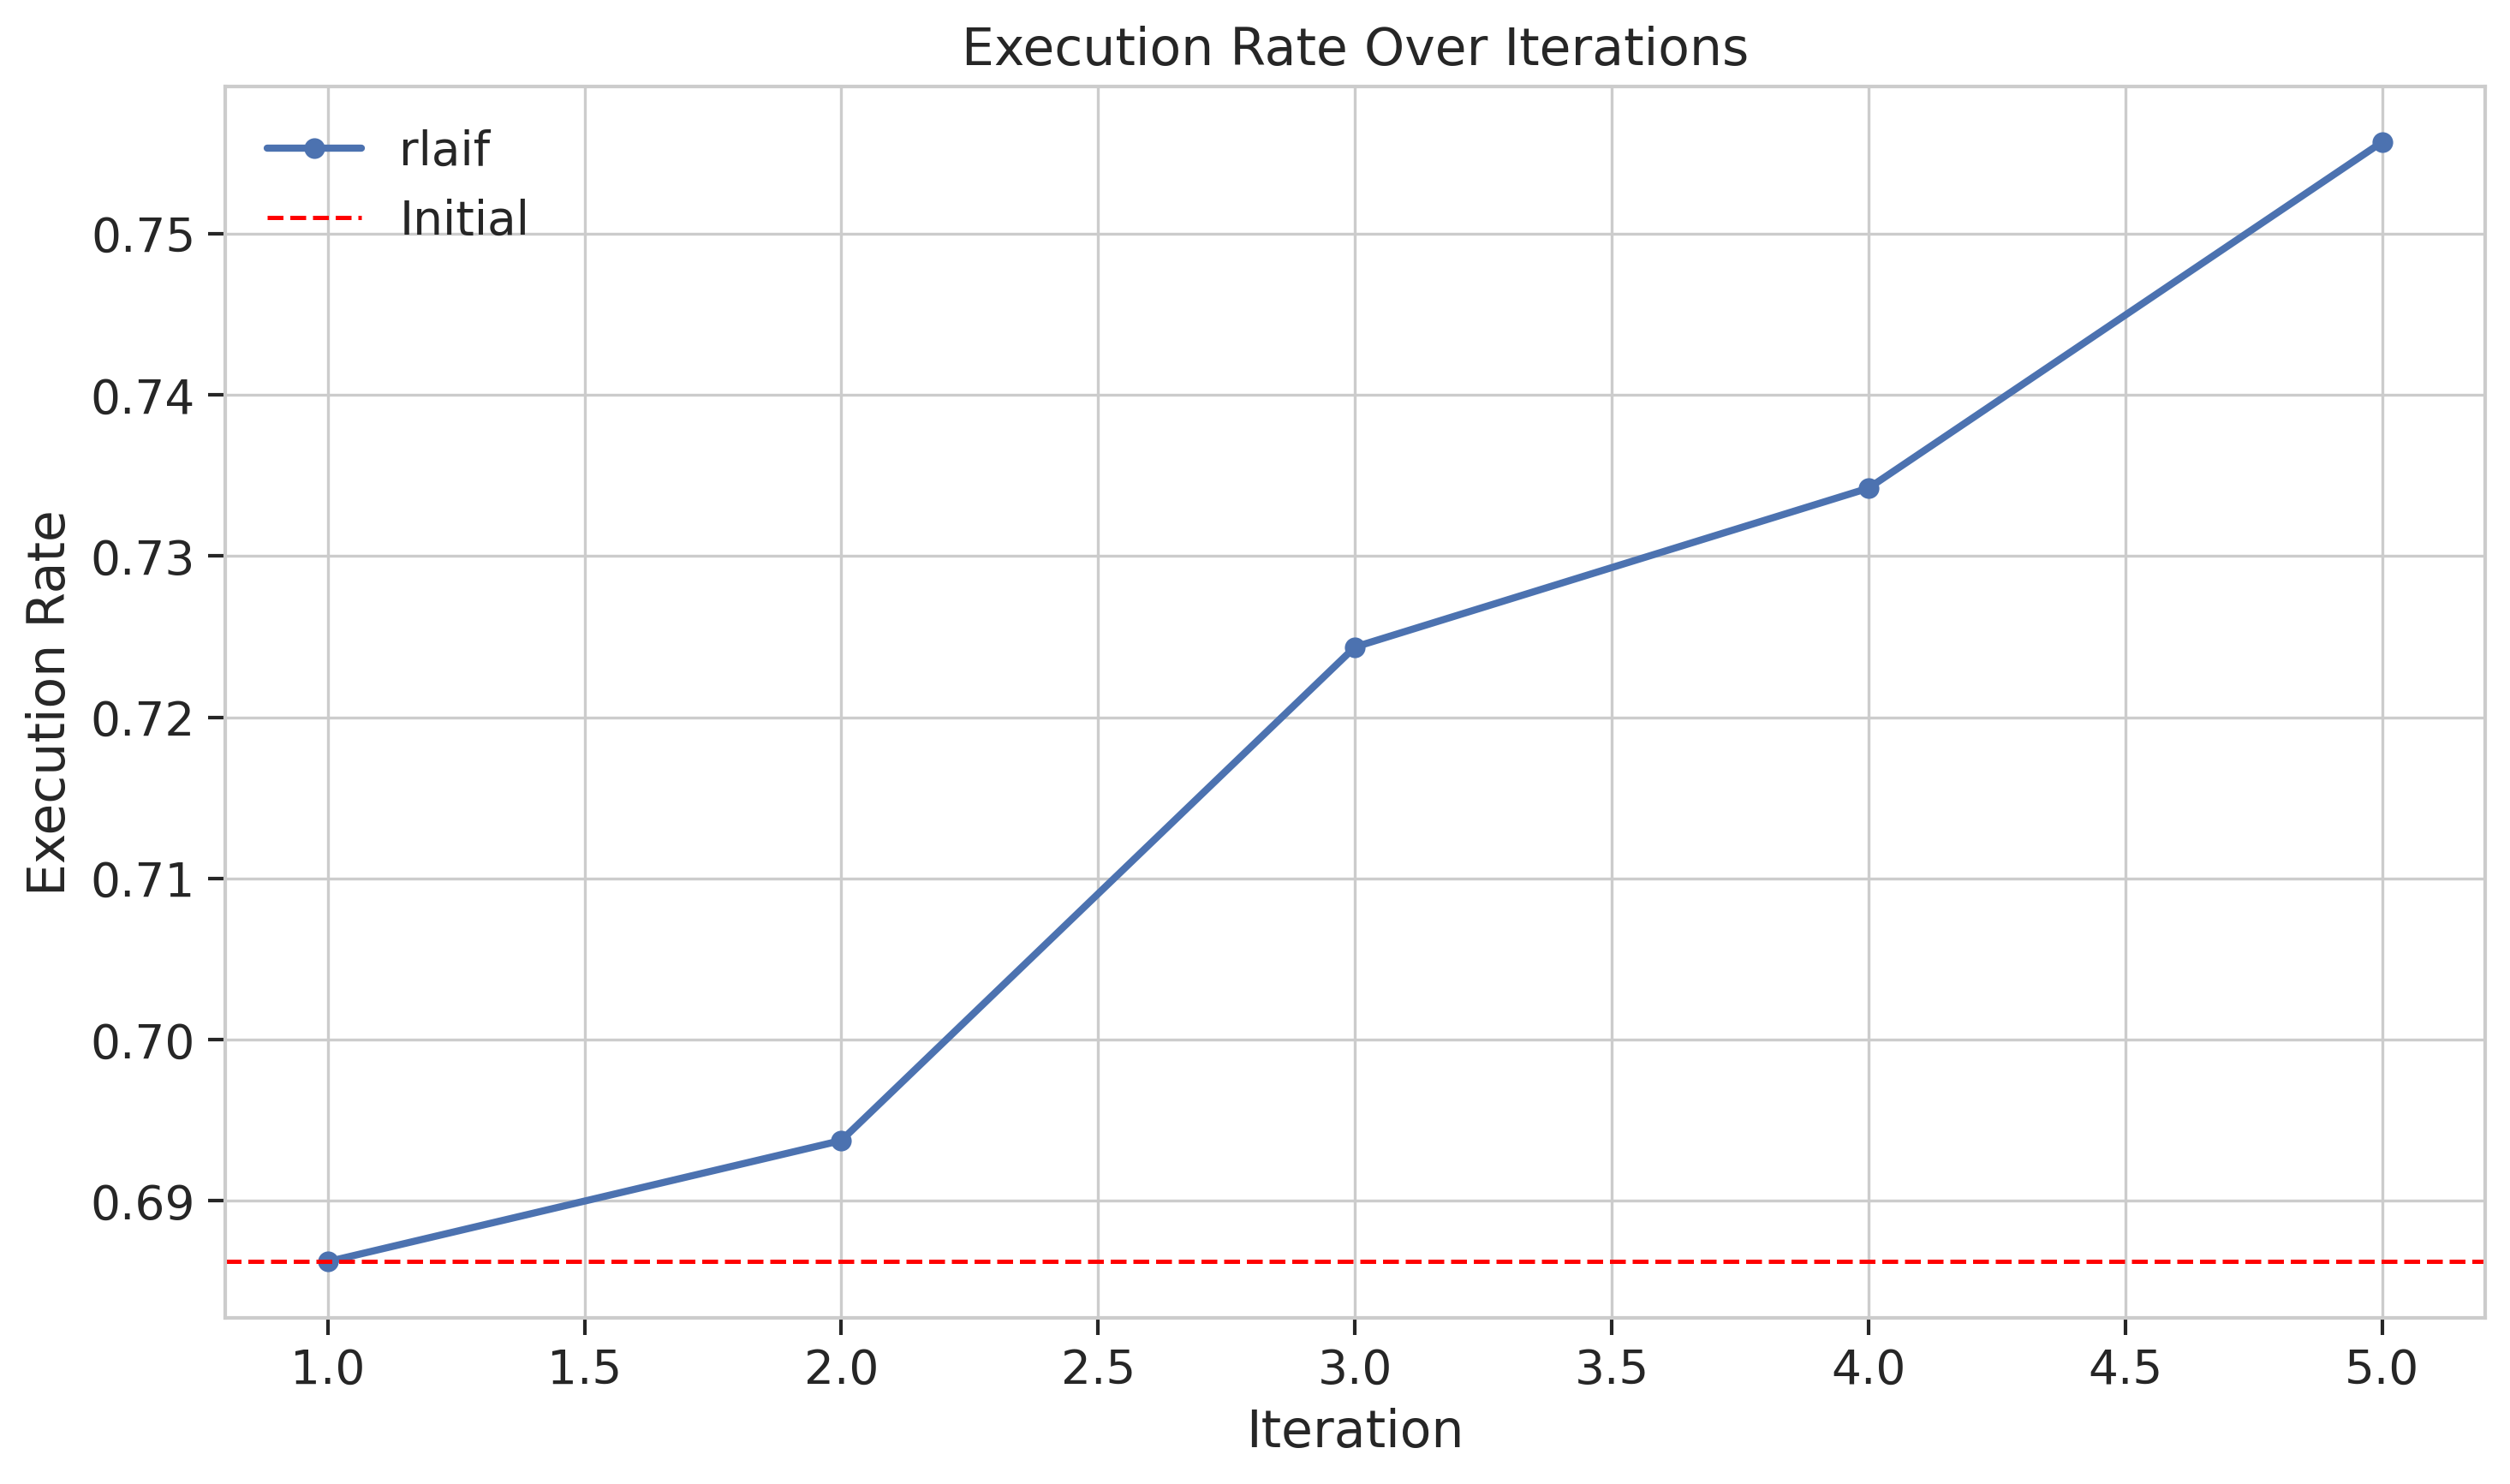 Execution Rate Over Iterations
rlaif
Initial
Execution Rate
0.75
0.74
0.73
0.72
0.71
0.70
0.69
1.0 1.5 2.0 2.5 3.0 3.5 4.0 4.5 5.0
Iteration